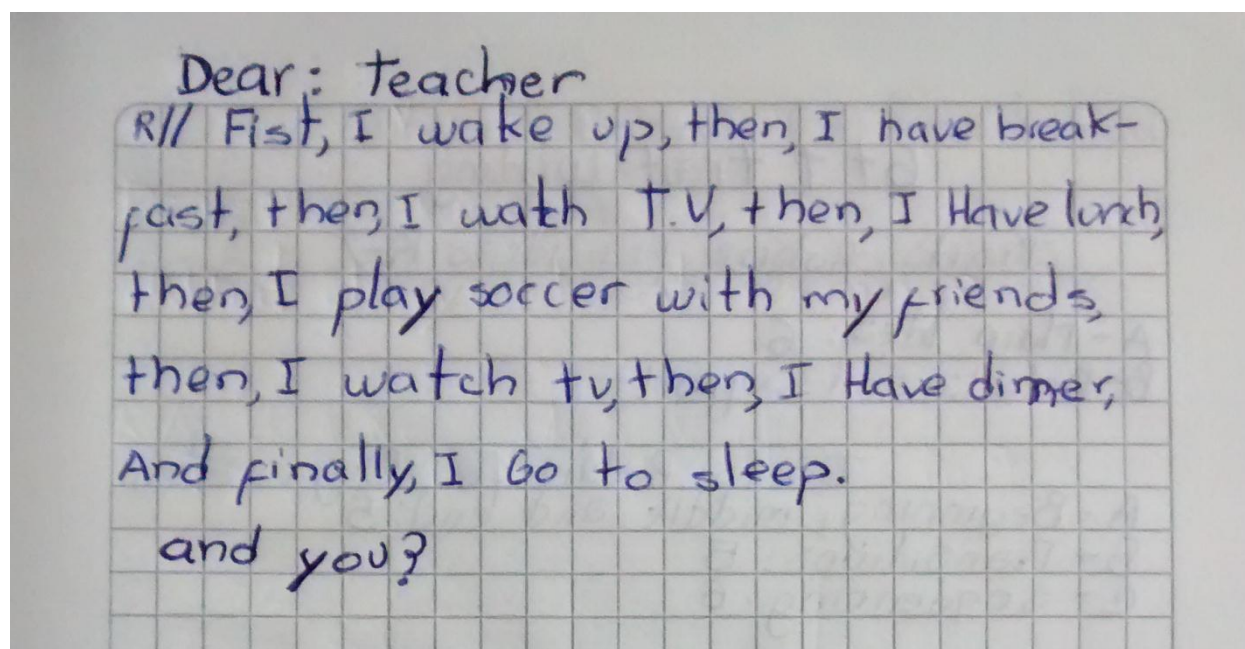 Dear: teacher
R// Fist, I wake up, then, I have break-
fast, then, I watch T.V, then, I Have lunch,
then, I play soccer with my friends,
then, I watch tv, then, I Have dinner,
And finally, I Go to sleep.
and you?